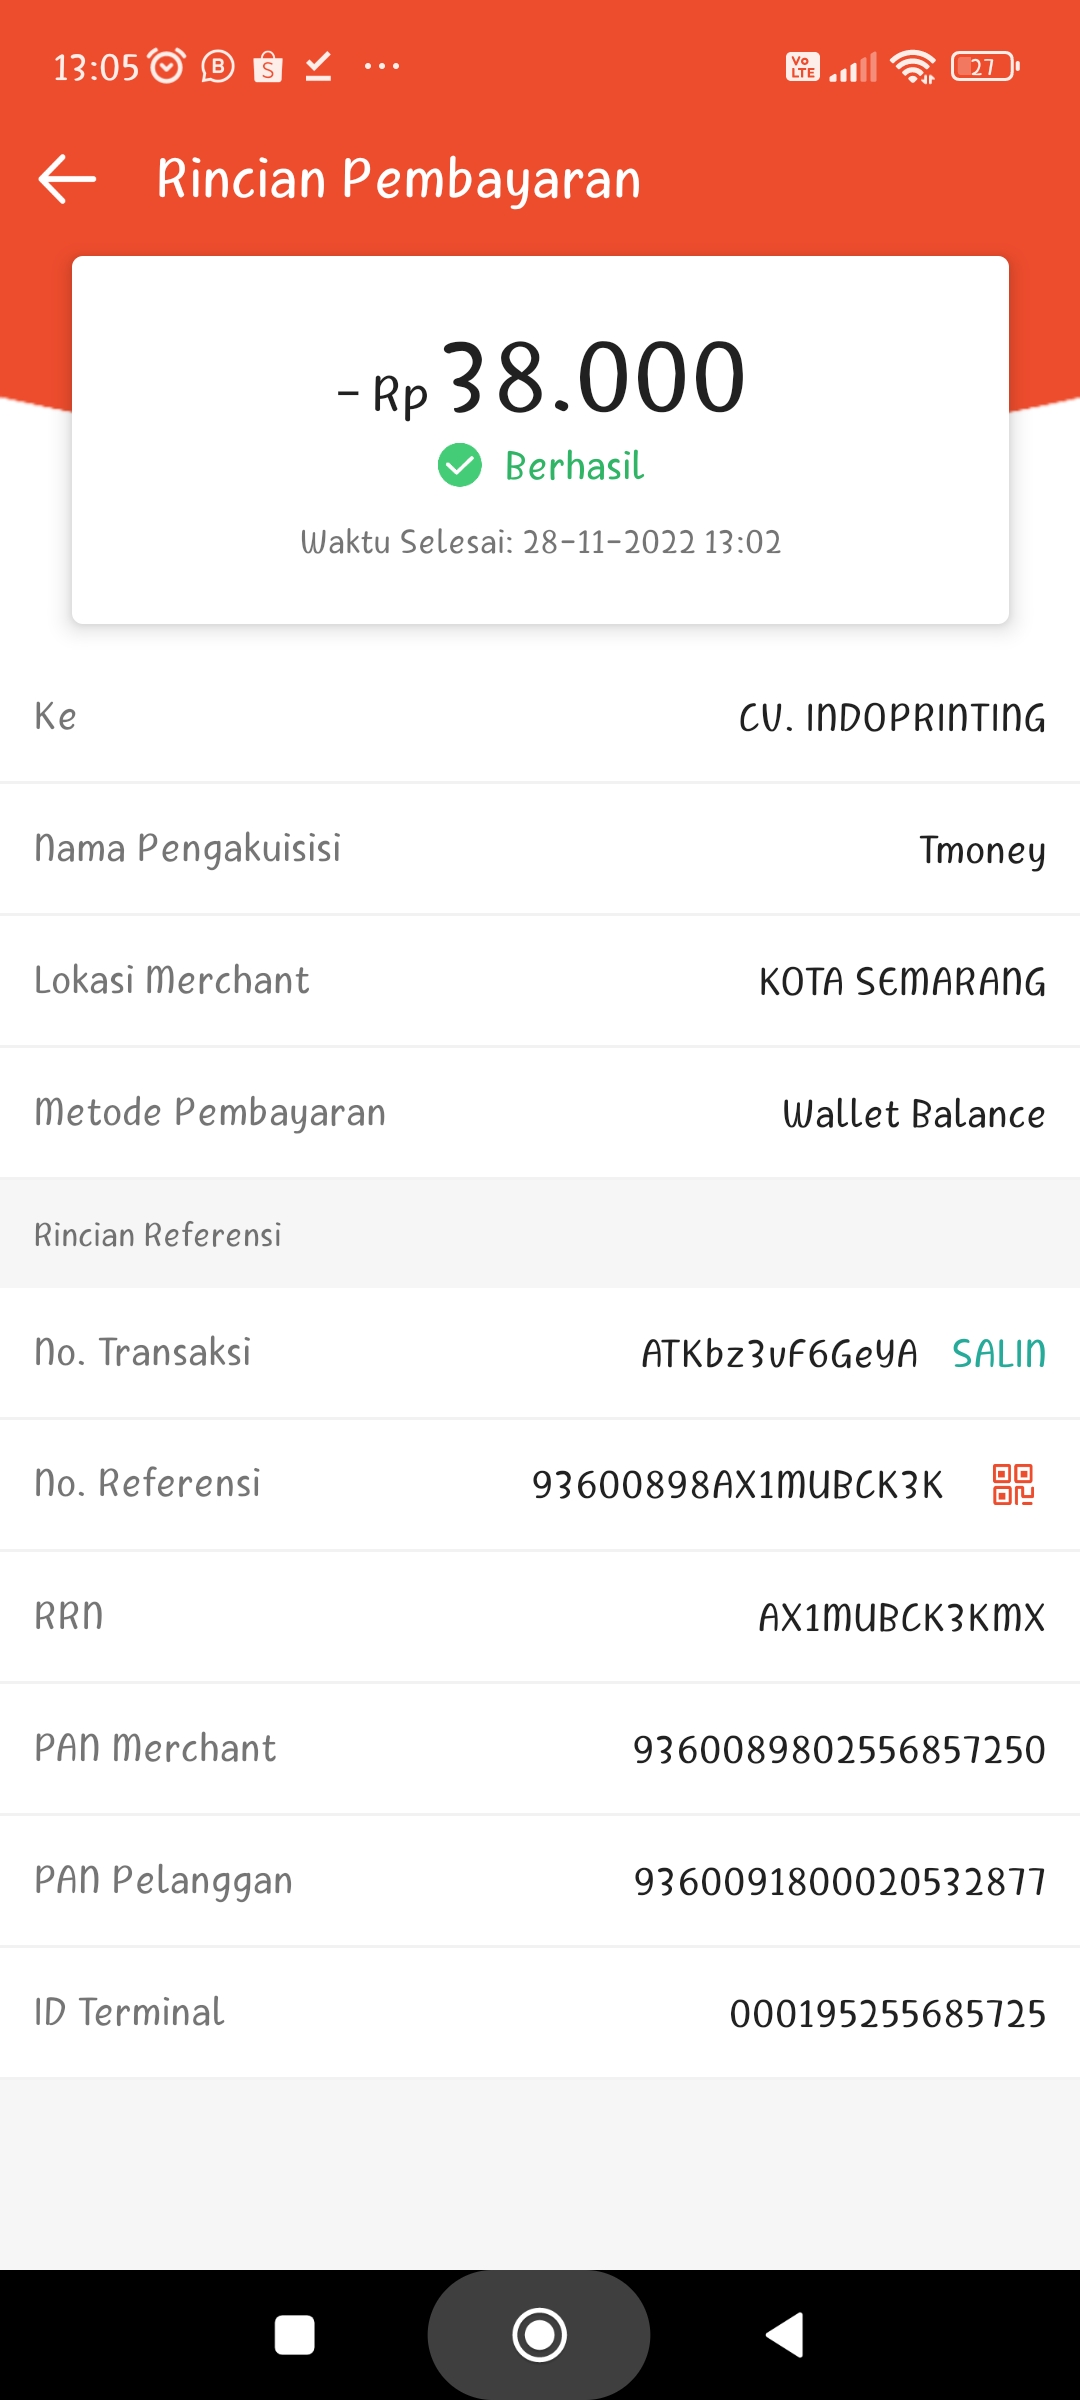 13:05
VoLTE
27
Rincian Pembayaran
- Rp 38.000
Berhasil
Waktu Selesai: 28-11-2022 13:02
Ke CV. INDOPRINTING
Nama Pengakuisisi Tmoney
Lokasi Merchant KOTA SEMARANG
Metode Pembayaran Wallet Balance
Rincian Referensi
No. Transaksi ATKbz3vF6GeYA SALIN
No. Referensi 93600898AX1MUBCK3K
RRN AX1MUBCK3KMX
PAN Merchant 9360089802556857250
PAN Pelanggan 9360091800020532877
ID Terminal 000195255685725